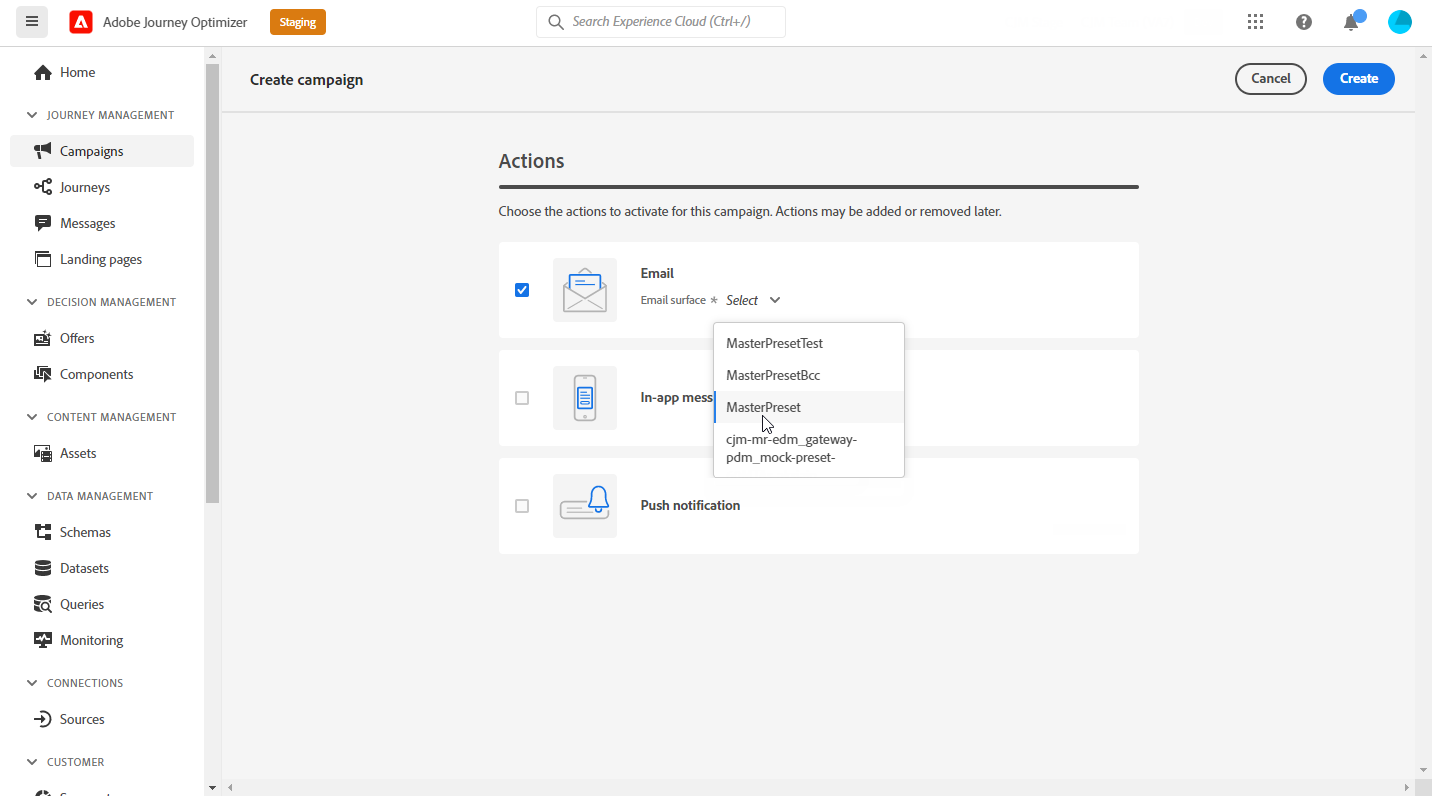 Adobe Journey Optimizer
Staging
Search Experience Cloud (Ctrl+/)
Home
JOURNEY MANAGEMENT
Campaigns
Journeys
Messages
Landing pages
DECISION MANAGEMENT
Offers
Components
CONTENT MANAGEMENT
Assets
DATA MANAGEMENT
Schemas
Datasets
Queries
Monitoring
CONNECTIONS
Sources
CUSTOMER
Create campaign
Cancel
Create
Actions
Choose the actions to activate for this campaign. Actions may be added or removed later.
Email
Email surface * Select
MasterPresetTest
MasterPresetBcc
MasterPreset
cjm-mr-edm_gateway-
pdm_mock-preset-
In-app mess
Push notification